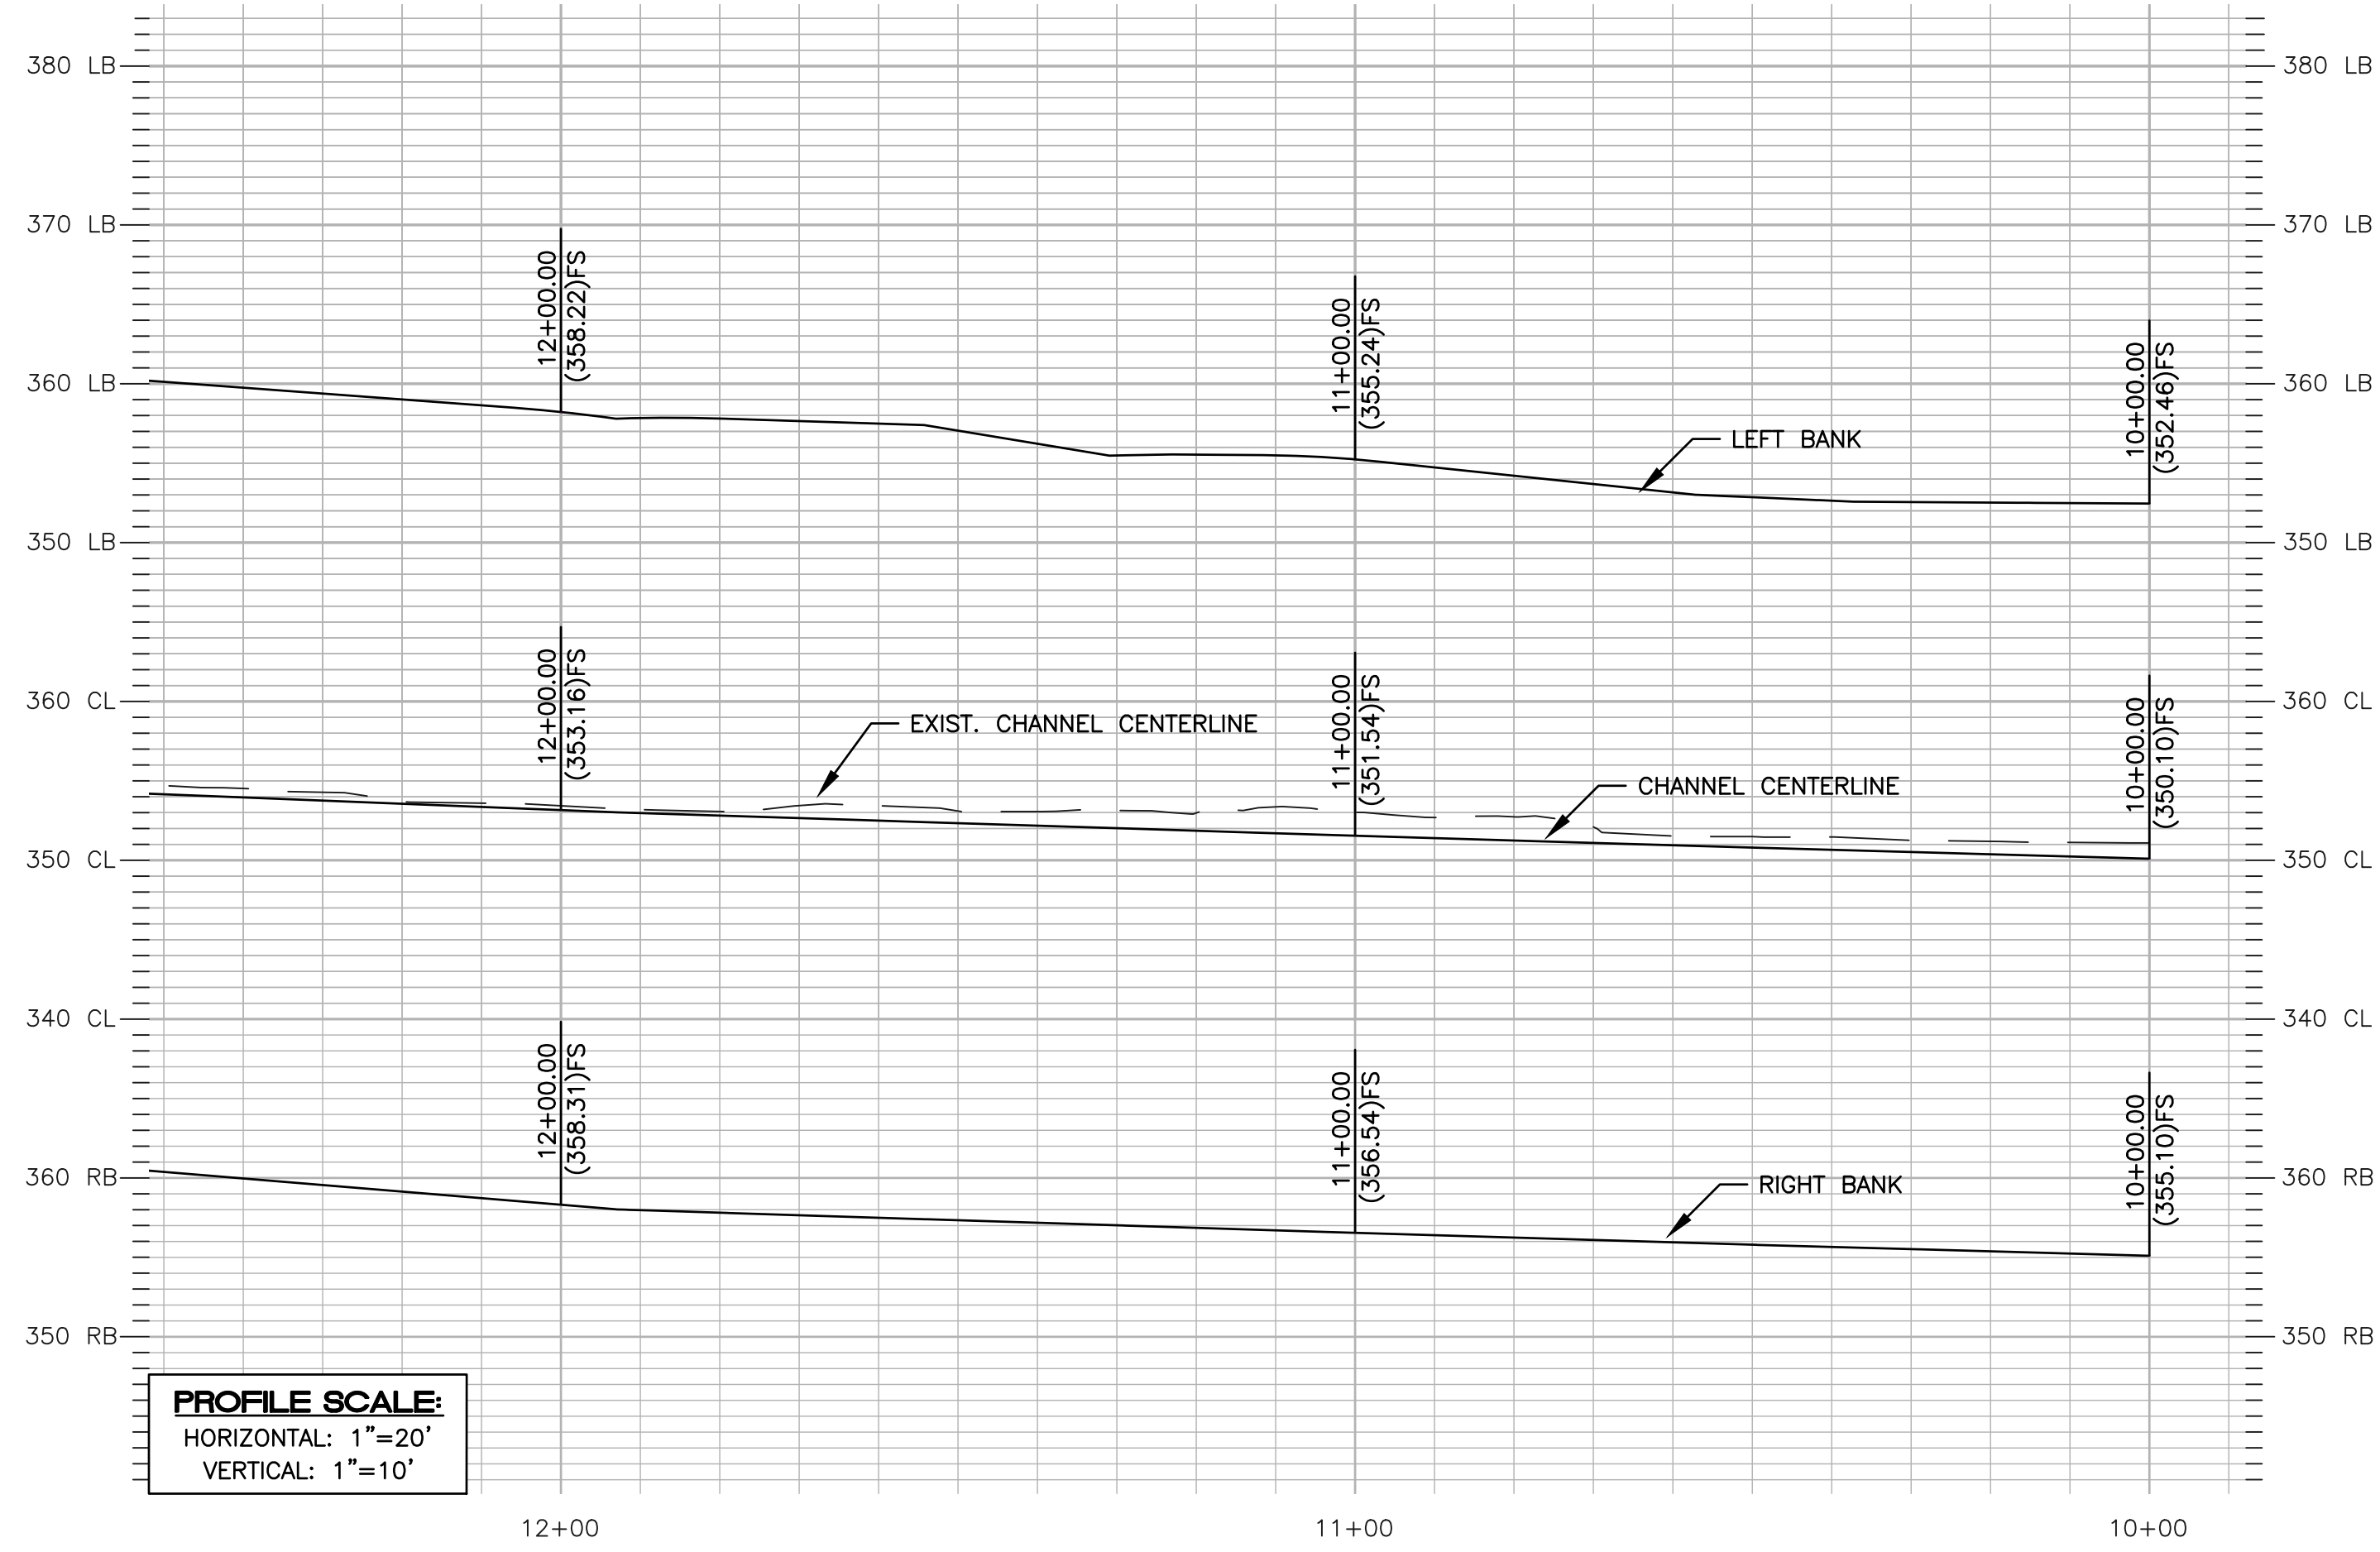 380 LB
380 LB
370 LB
370 LB
12+00.00
(358.22)FS
11+00.00
(355.24)FS
10+00.00
(352.46)FS
360 LB
360 LB
LEFT BANK
350 LB
350 LB
12+00.00
(353.16)FS
11+00.00
(351.54)FS
10+00.00
(350.10)FS
360 CL
360 CL
EXIST. CHANNEL CENTERLINE
CHANNEL CENTERLINE
350 CL
350 CL
340 CL
340 CL
12+00.00
(358.31)FS
11+00.00
(356.54)FS
10+00.00
(355.10)FS
360 RB
360 RB
RIGHT BANK
350 RB
350 RB
PROFILE SCALE:
HORIZONTAL: 1"=20'
VERTICAL: 1"=10'
12+00
11+00
10+00